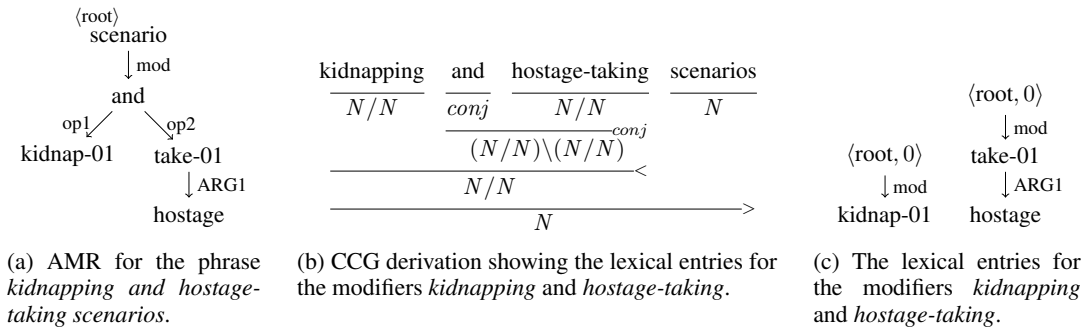 ⟨root⟩
scenario
mod
and
op1 op2
kidnap-01 take-01
ARG1
hostage
(a) AMR for the phrase
kidnapping and hostage-
taking scenarios.
kidnapping and hostage-taking scenarios
N/N conj N/N N
conj
(N/N)\(N/N)
<
N/N
>
N
(b) CCG derivation showing the lexical entries for
the modifiers kidnapping and hostage-taking.
⟨root, 0⟩
mod
⟨root, 0⟩ take-01
mod ARG1
kidnap-01 hostage
(c) The lexical entries for
the modifiers kidnapping
and hostage-taking.